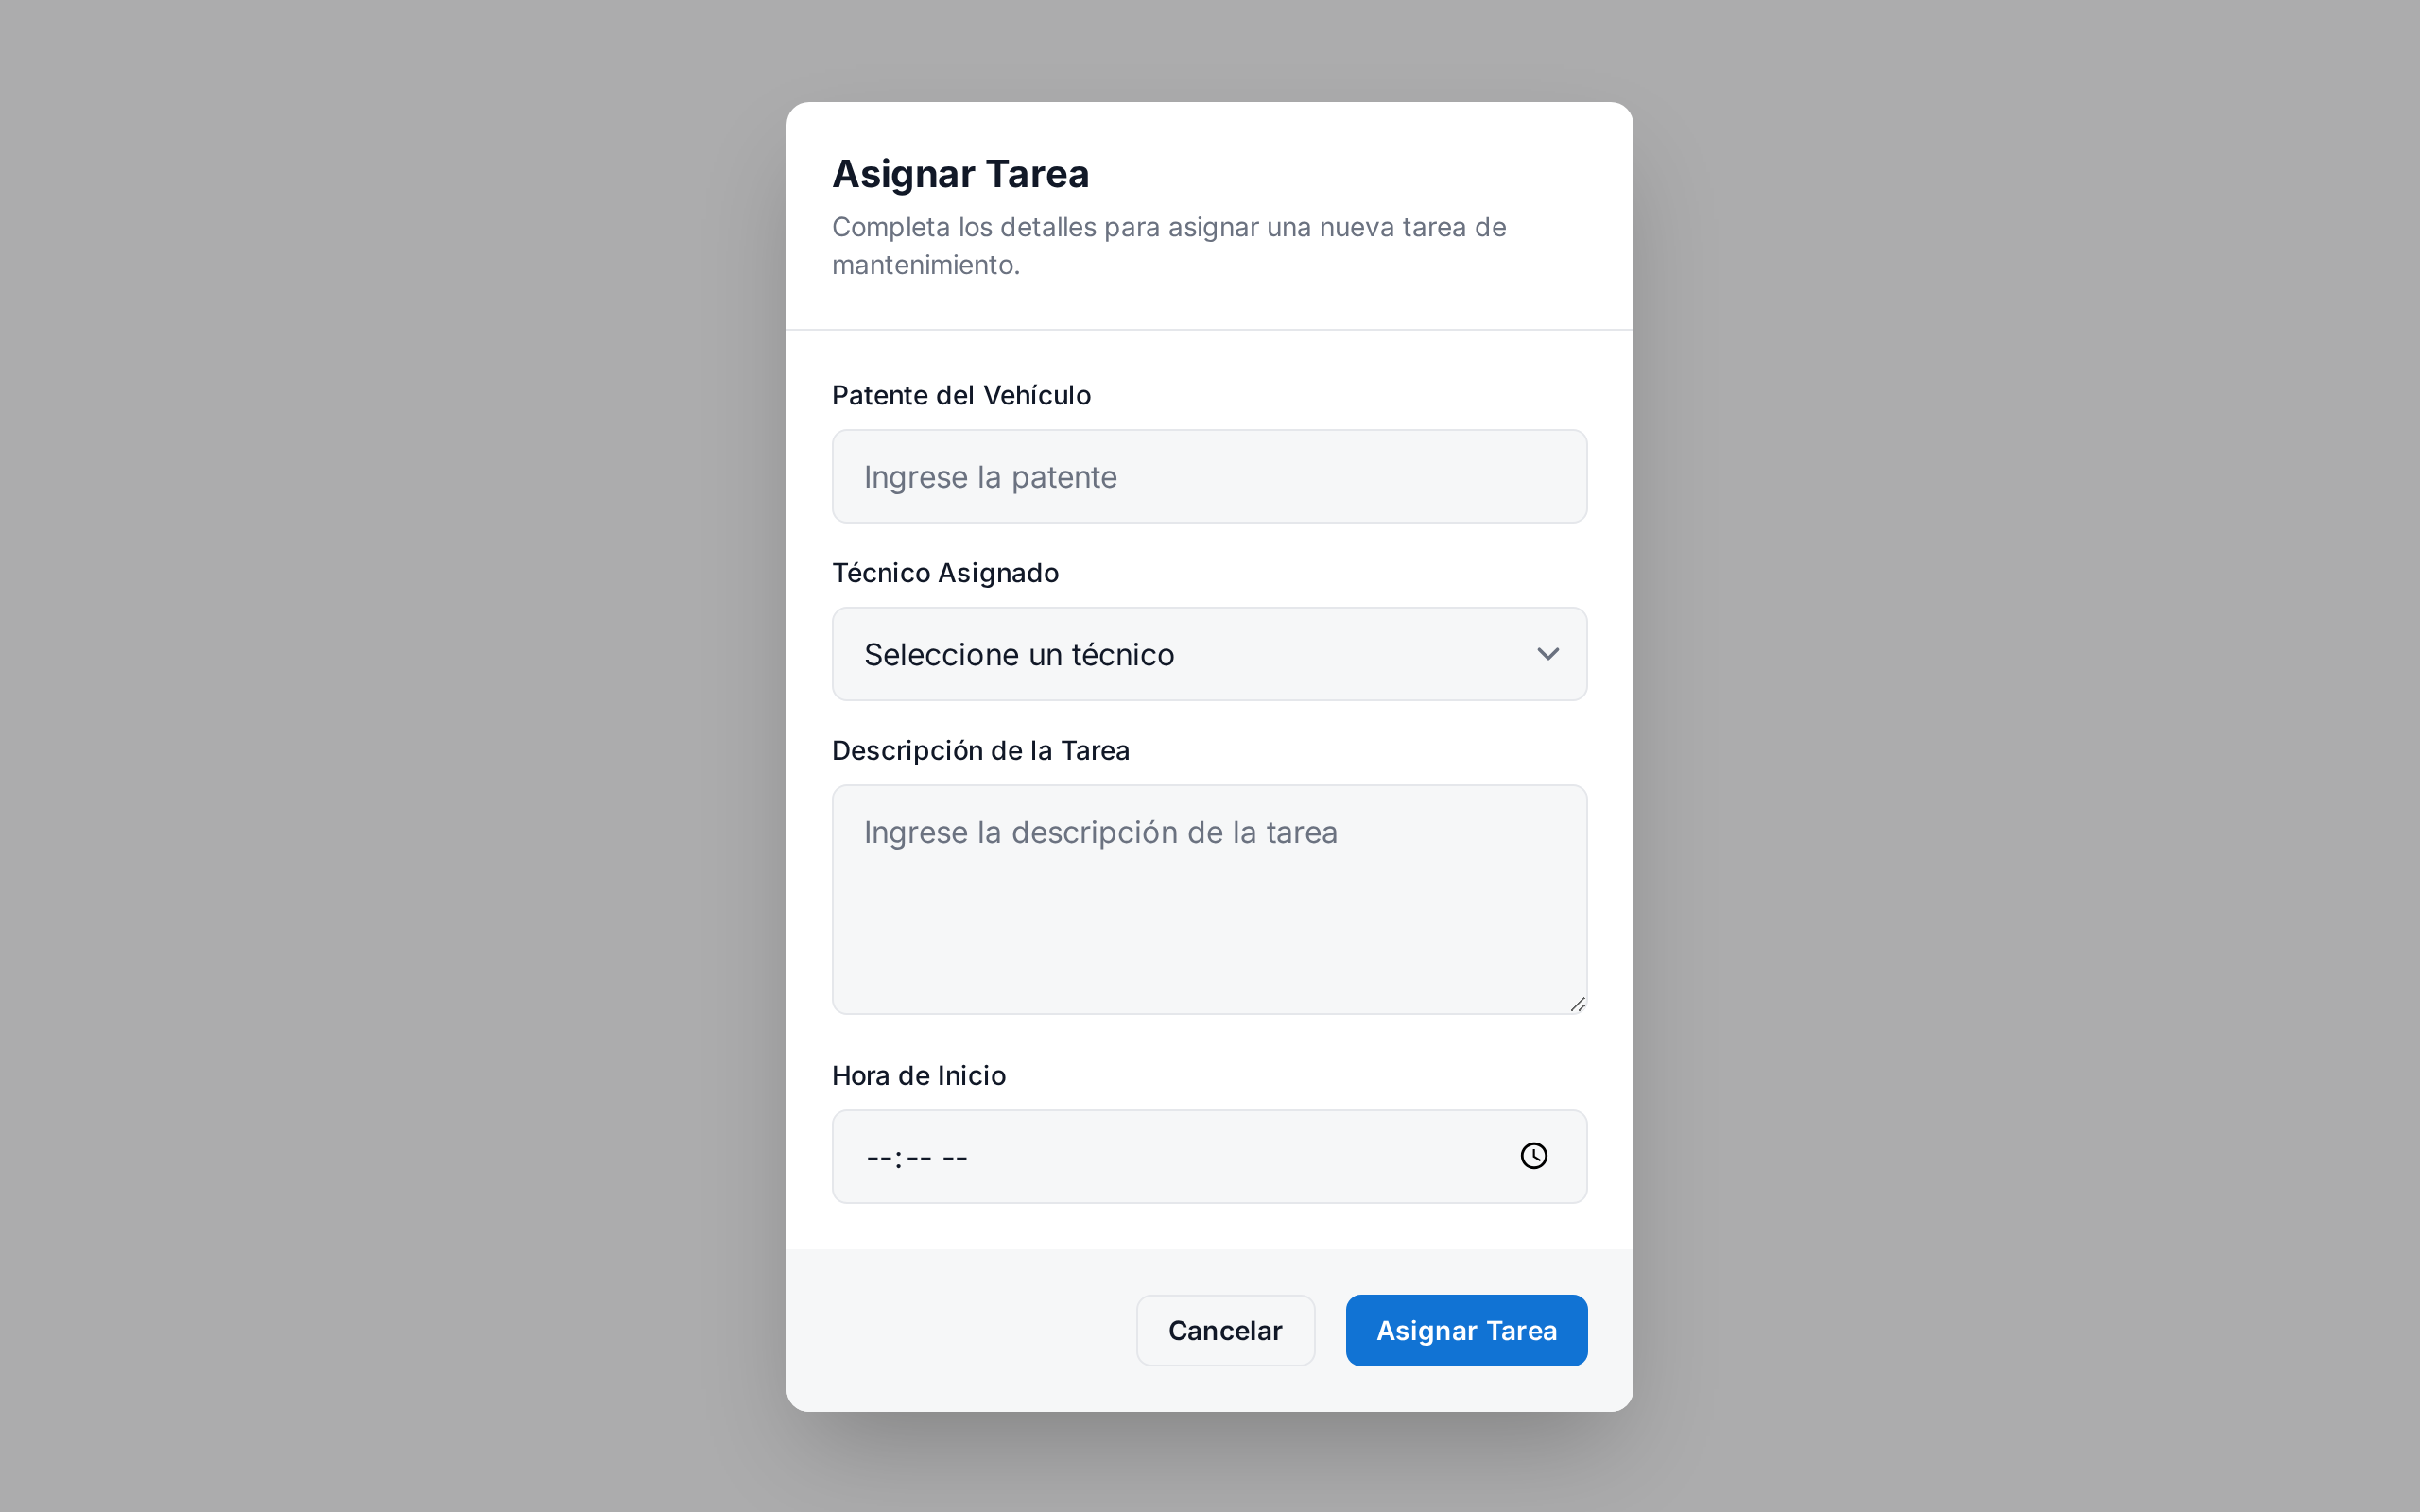 Asignar Tarea
Completa los detalles para asignar una nueva tarea de
mantenimiento.
Patente del Vehículo
Ingrese la patente
Técnico Asignado
Seleccione un técnico
Descripción de la Tarea
Ingrese la descripción de la tarea
Hora de Inicio
--:-- --
Cancelar
Asignar Tarea